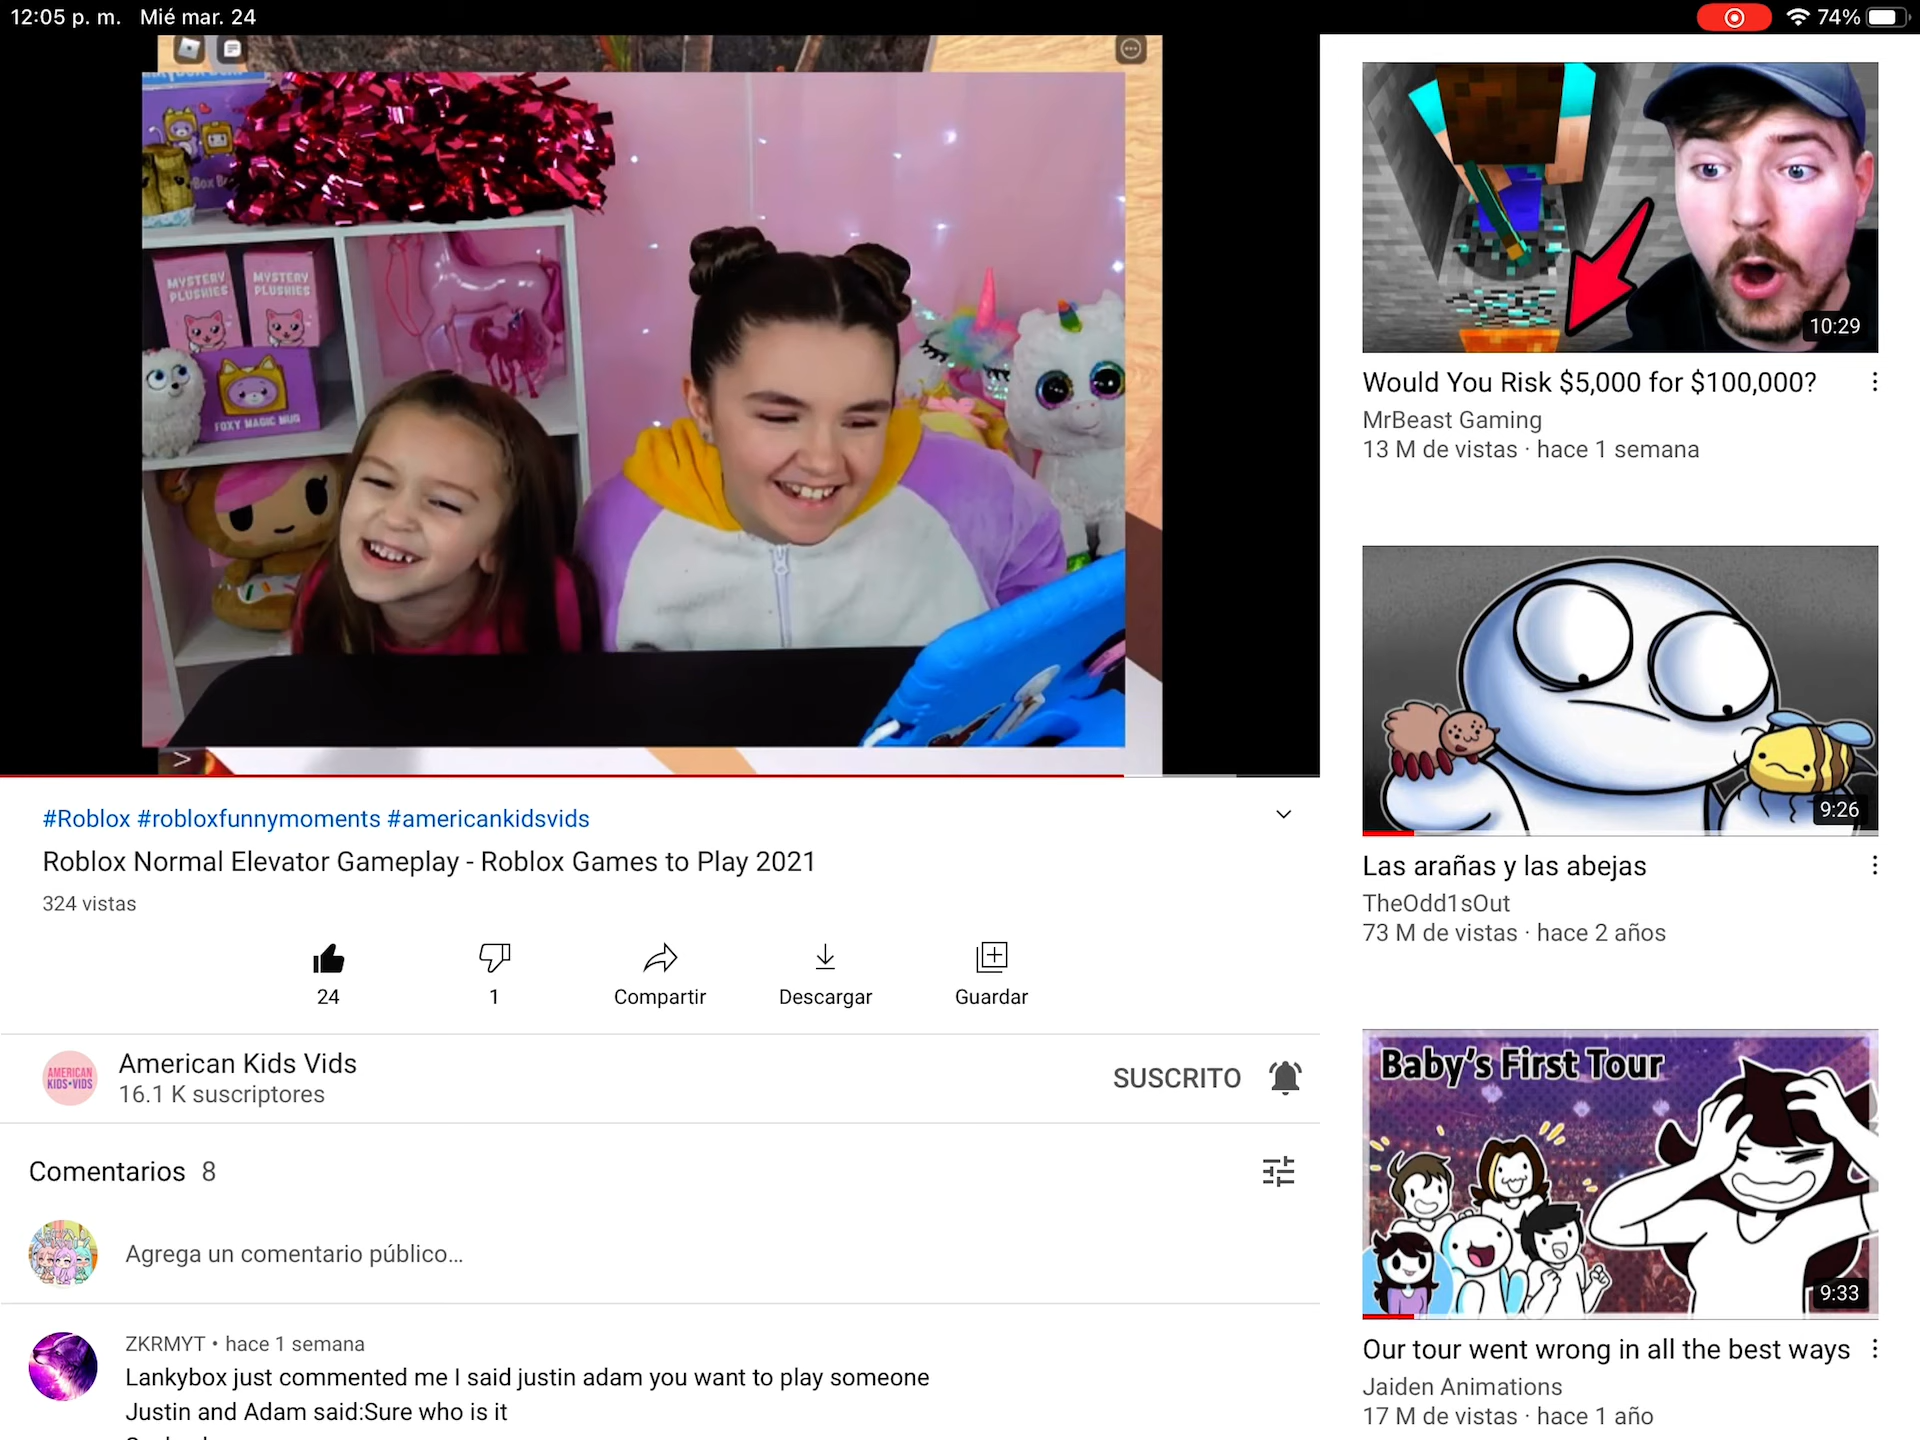 12:05 p. m. Mié mar. 24
74%
MYSTERY PLUSHIES
MYSTERY PLUSHIES
FOXY MAGIC MUG
#Roblox #robloxfunnymoments #americankidsvids
Roblox Normal Elevator Gameplay - Roblox Games to Play 2021
324 vistas
24
1
Compartir
Descargar
Guardar
AMERICAN KIDS•VIDS
American Kids Vids
16.1 K suscriptores
SUSCRITO
Comentarios 8
Agrega un comentario público...
ZKRMYT • hace 1 semana
Lankybox just commented me I said justin adam you want to play someone
Justin and Adam said:Sure who is it
10:29
Would You Risk $5,000 for $100,000?
MrBeast Gaming
13 M de vistas · hace 1 semana
9:26
Las arañas y las abejas
TheOdd1sOut
73 M de vistas · hace 2 años
Baby's First Tour
9:33
Our tour went wrong in all the best ways
Jaiden Animations
17 M de vistas · hace 1 año